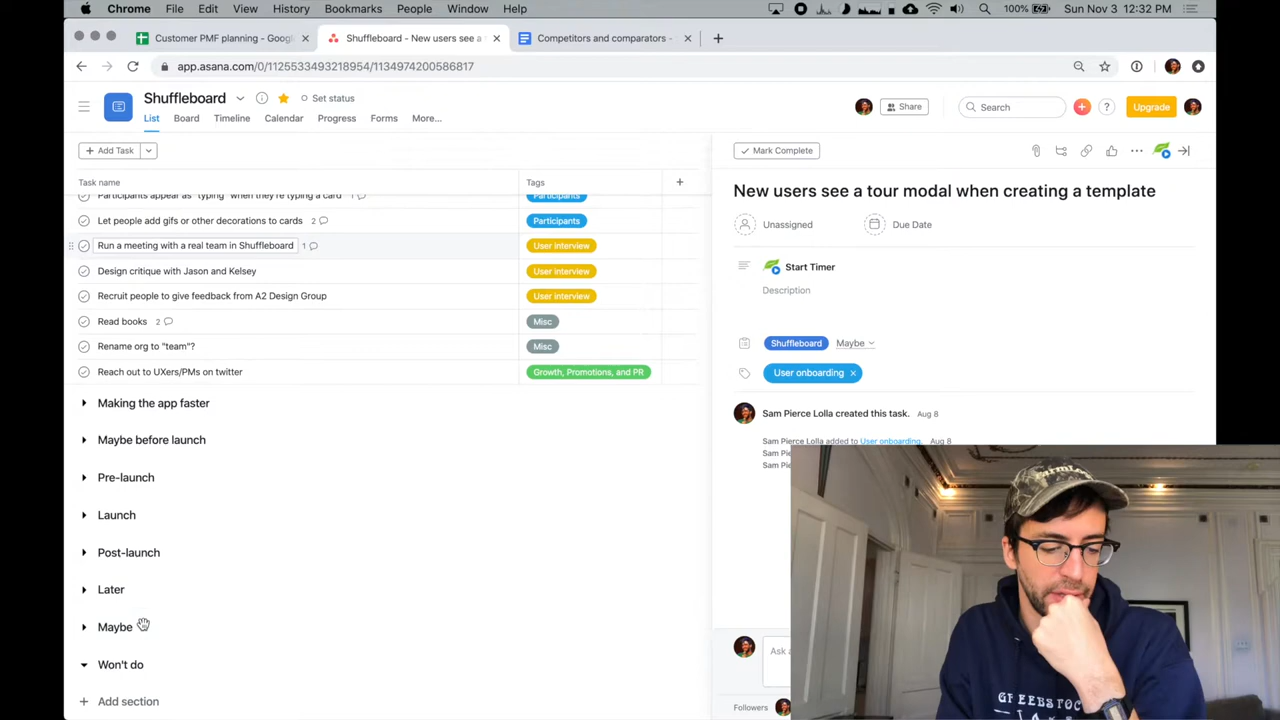 Chrome File Edit View History Bookmarks People Window Help 100% Sun Nov 3 12:32 PM
Customer PMF planning - Googl × Shuffleboard - New users see a × Competitors and comparators - ×
app.asana.com/0/1125533493218954/1134974200586817
Shuffleboard Set status
Share Search Upgrade
List Board Timeline Calendar Progress Forms More...
+ Add Task
Mark Complete
Task name Tags
New users see a tour modal when creating a template
Participants appear as "typing" when they're typing a card 1 Participants
Let people add gifs or other decorations to cards 2 Participants
Unassigned Due Date
Run a meeting with a real team in Shuffleboard 1 User interview
Design critique with Jason and Kelsey User interview
Start Timer
Description
Recruit people to give feedback from A2 Design Group User interview
Read books 2 Misc
Rename org to "team"? Misc
Shuffleboard Maybe
Reach out to UXers/PMs on twitter Growth, Promotions, and PR
User onboarding ×
Making the app faster
Sam Pierce Lolla created this task. Aug 8
Maybe before launch
Sam Pierce Lolla added to User onboarding. Aug 8
Sam Pie
Sam Pie
Pre-launch
Launch
Post-launch
Later
Maybe
Won't do
Ask a
+ Add section
Followers